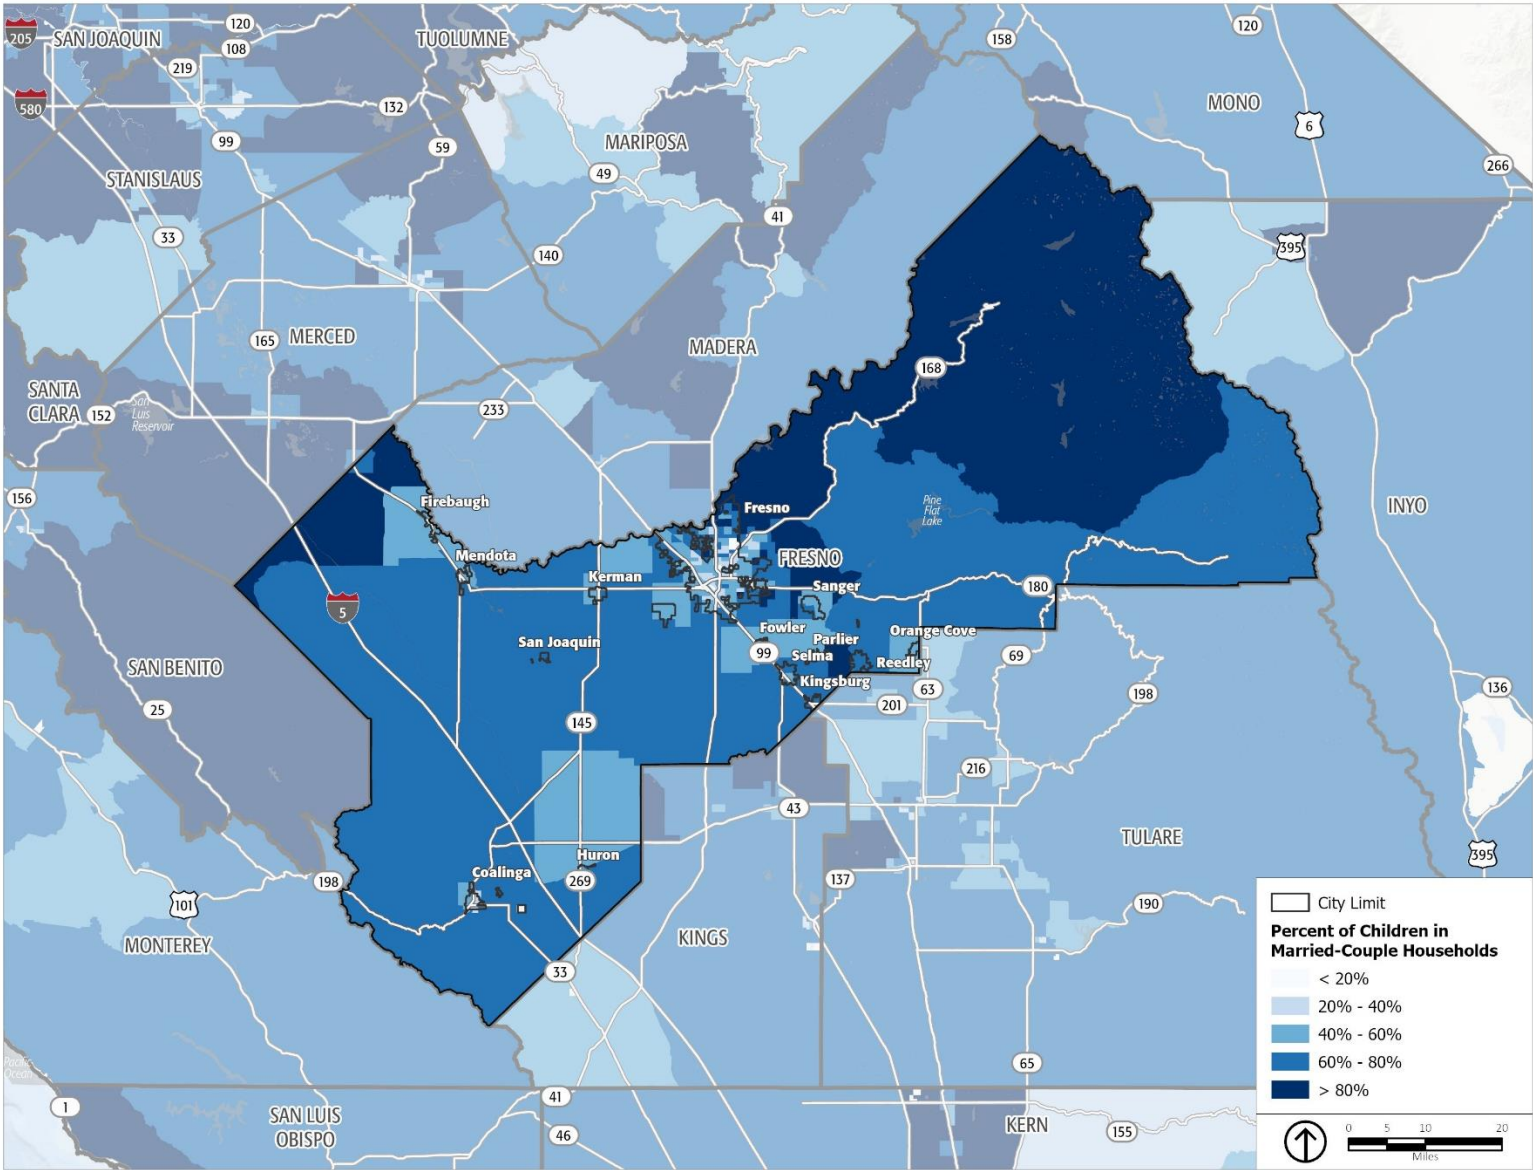 205
SAN JOAQUIN
120
108
219
TUOLUMNE
158
120
580
132
99
59
MARIPOSA
49
MONO
6
266
STANISLAUS
33
41
140
395
165
MERCED
MADERA
168
SANTA
CLARA
152
San
Luis
Reservoir
233
156
Firebaugh
Fresno
Pine
Flat
Lake
INYO
Mendota
FRESNO
Kerman
Sanger
180
5
San Joaquin
Fowler
Parlier
Orange Cove
99
Selma
Reedley
69
SAN BENITO
Kingsburg
63
198
136
25
145
201
216
43
TULARE
Huron
Coalinga
269
198
137
395
101
190
MONTEREY
KINGS
33
65
Pacific
Ocean
1
41
SAN LUIS
OBISPO
46
KERN
155
City Limit
Percent of Children in
Married-Couple Households
< 20%
20% - 40%
40% - 60%
60% - 80%
> 80%
0 5 10 20
Miles